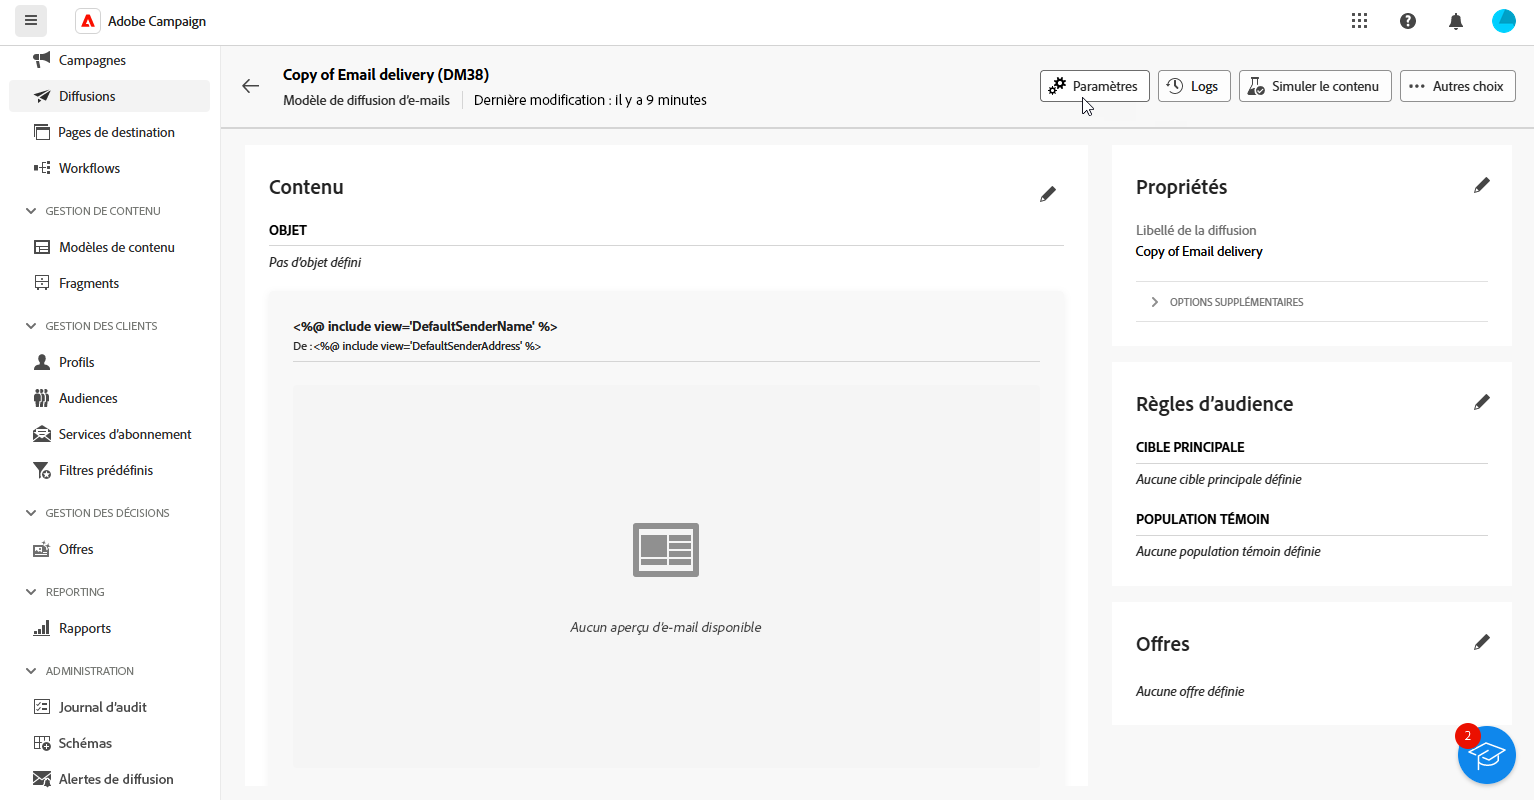 Adobe Campaign
Campagnes
Diffusions
Pages de destination
Workflows
GESTION DE CONTENU
Modèles de contenu
Fragments
GESTION DES CLIENTS
Profils
Audiences
Services d'abonnement
Filtres prédéfinis
GESTION DES DÉCISIONS
Offres
REPORTING
Rapports
ADMINISTRATION
Journal d'audit
Schémas
Alertes de diffusion
Copy of Email delivery (DM38)
Modèle de diffusion d'e-mails
Dernière modification : il y a 9 minutes
Paramètres
Logs
Simuler le contenu
Autres choix
Contenu
OBJET
Pas d'objet défini
<%@ include view='DefaultSenderName' %>
De :<%@ include view='DefaultSenderAddress' %>
Aucun aperçu d'e-mail disponible
Propriétés
Libellé de la diffusion
Copy of Email delivery
OPTIONS SUPPLÉMENTAIRES
Règles d'audience
CIBLE PRINCIPALE
Aucune cible principale définie
POPULATION TÉMOIN
Aucune population témoin définie
Offres
Aucune offre définie
2